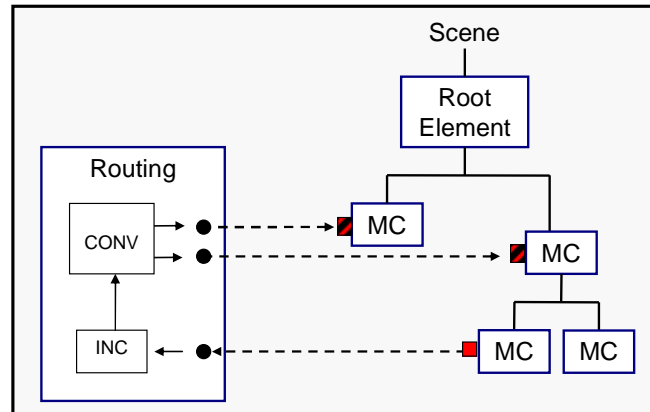 Scene
Root
Element
Routing
CONV
MC
MC
INC
MC
MC